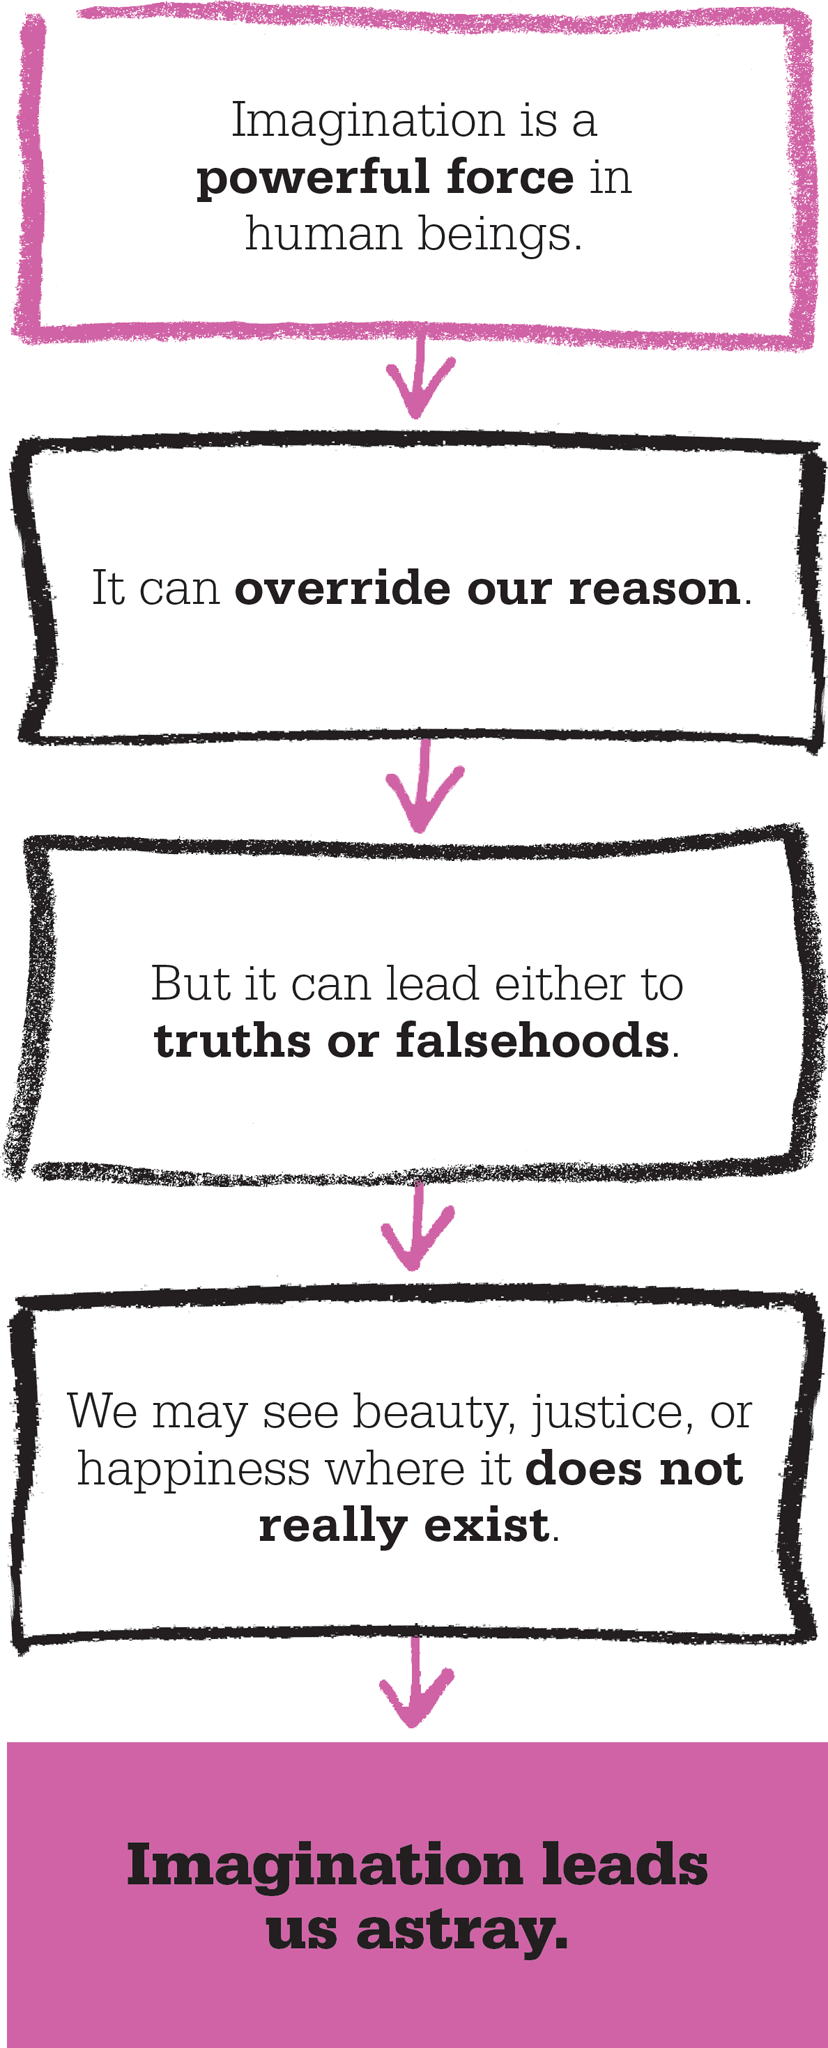 Imagination is a
powerful force in
human beings.
It can override our reason.
But it can lead either to
truths or falsehoods.
We may see beauty, justice, or
happiness where it does not
really exist.
Imagination leads
us astray.